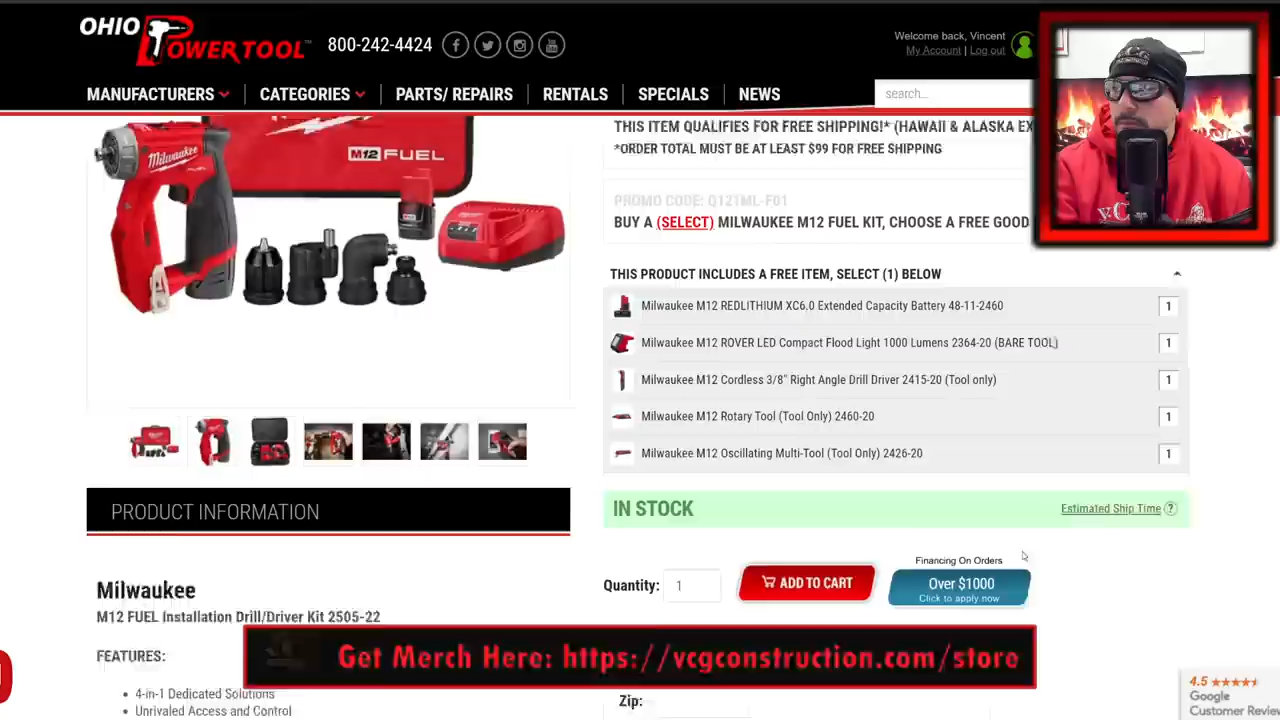 OHIO
POWERTOOL™
800-242-4424
Welcome back, Vincent
My Account | Log out
MANUFACTURERS
CATEGORIES
PARTS/ REPAIRS
RENTALS
SPECIALS
NEWS
search...
Milwaukee
M12 FUEL
THIS ITEM QUALIFIES FOR FREE SHIPPING!* (HAWAII & ALASKA EX
*ORDER TOTAL MUST BE AT LEAST $99 FOR FREE SHIPPING
PROMO CODE: Q121ML-F01
BUY A (SELECT) MILWAUKEE M12 FUEL KIT, CHOOSE A FREE GOOD
THIS PRODUCT INCLUDES A FREE ITEM, SELECT (1) BELOW
Milwaukee M12 REDLITHIUM XC6.0 Extended Capacity Battery 48-11-2460 1
Milwaukee M12 ROVER LED Compact Flood Light 1000 Lumens 2364-20 (BARE TOOL) 1
Milwaukee M12 Cordless 3/8" Right Angle Drill Driver 2415-20 (Tool only) 1
Milwaukee M12 Rotary Tool (Tool Only) 2460-20 1
Milwaukee M12 Oscillating Multi-Tool (Tool Only) 2426-20 1
IN STOCK
Estimated Ship Time ?
Quantity: 1
ADD TO CART
Financing On Orders
Over $1000
Click to apply now
PRODUCT INFORMATION
Milwaukee
M12 FUEL Installation Drill/Driver Kit 2505-22
FEATURES:
• 4-in-1 Dedicated Solutions
• Unrivaled Access and Control
Get Merch Here: https://vcgconstruction.com/store
Zip:
4.5
Google
Customer Review